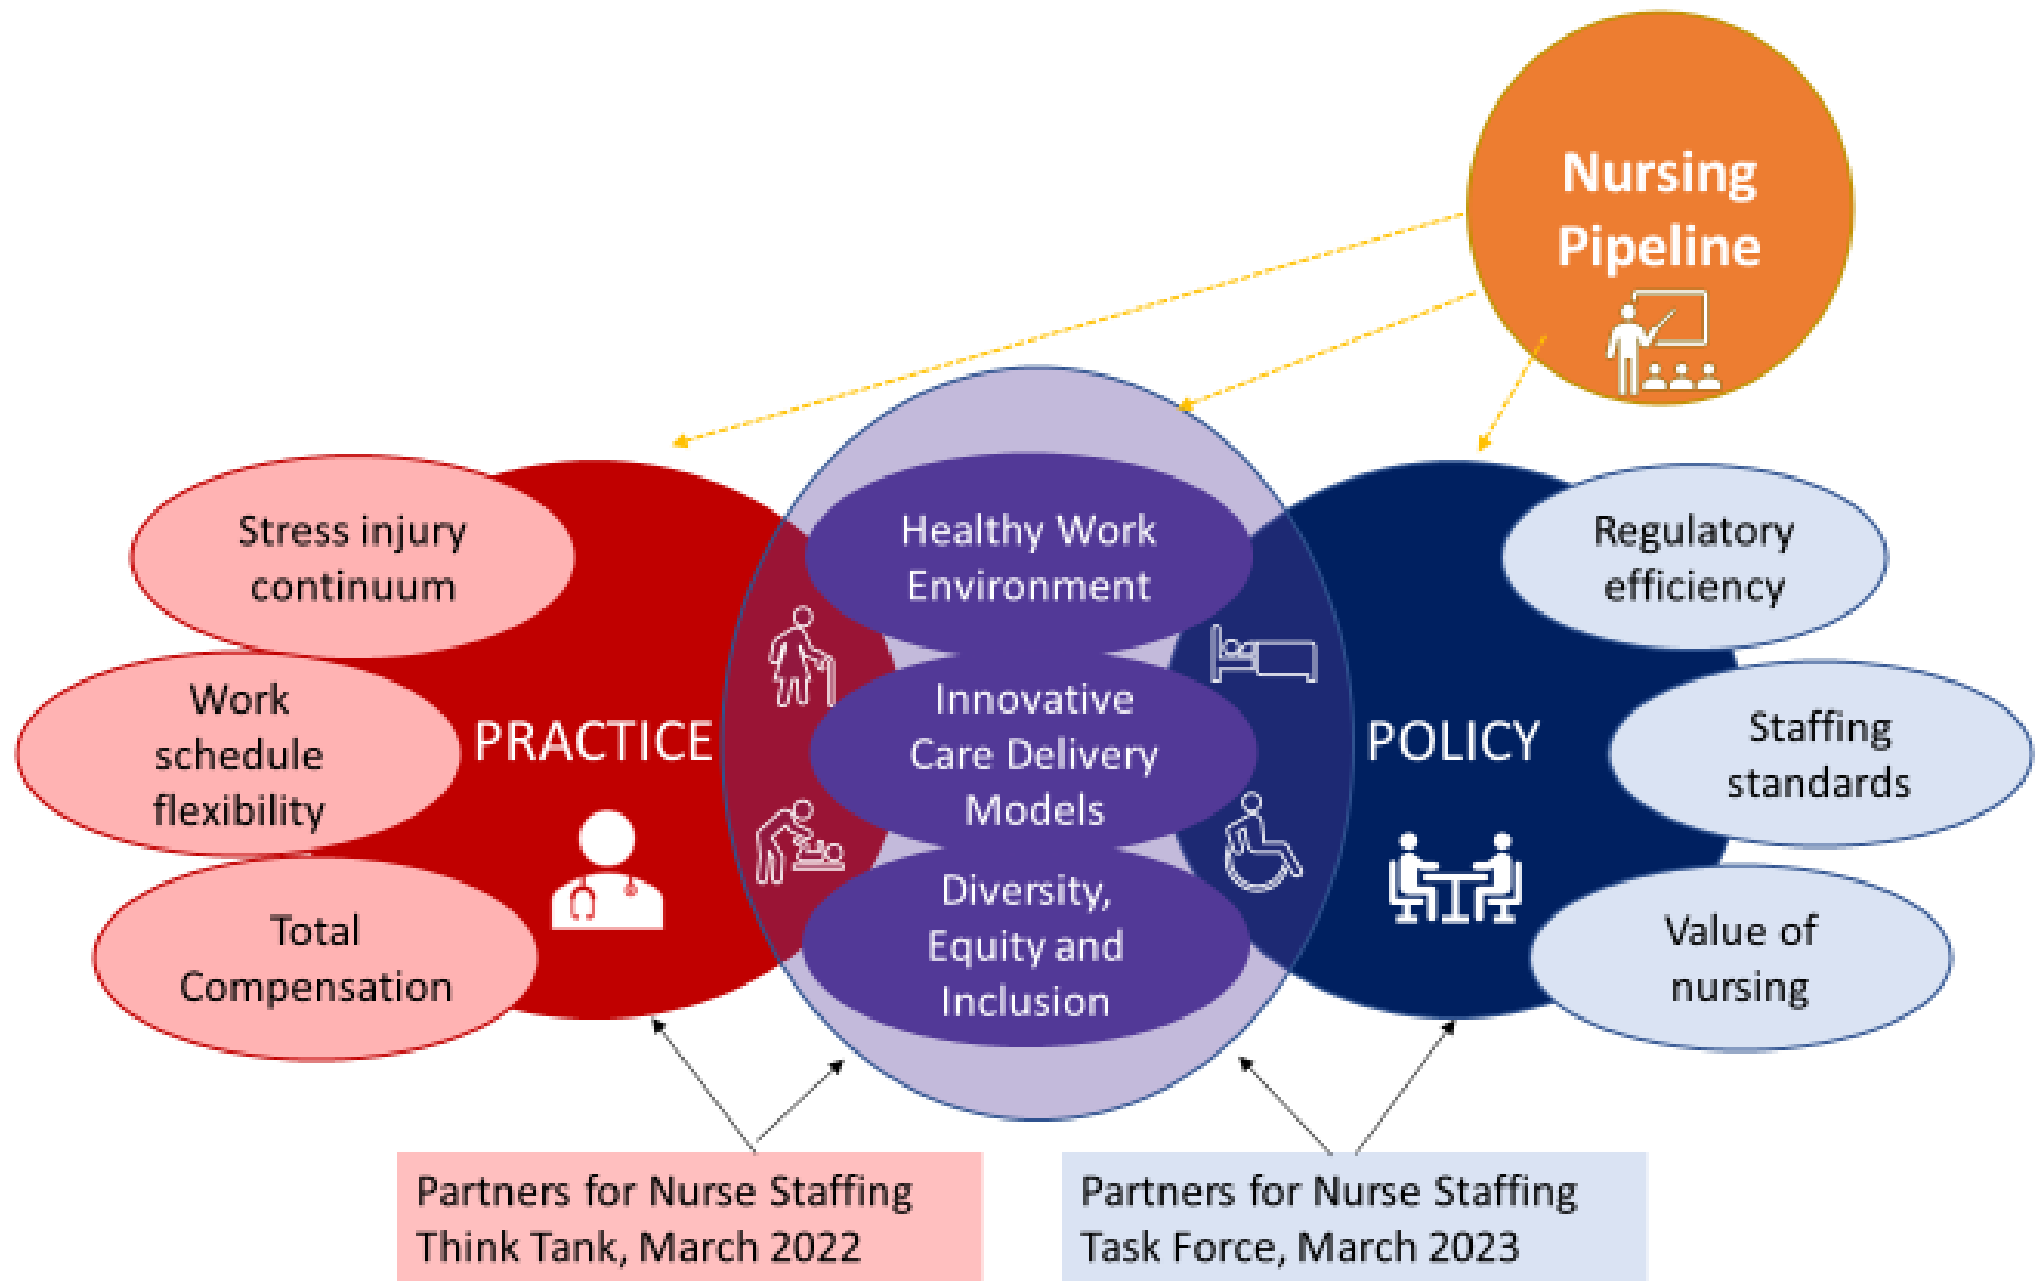 Nursing
Pipeline
Stress injury
continuum
Work
schedule
flexibility
Total
Compensation
PRACTICE
Healthy Work
Environment
Innovative
Care Delivery
Models
Diversity,
Equity and
Inclusion
POLICY
Regulatory
efficiency
Staffing
standards
Value of
nursing
Partners for Nurse Staffing
Think Tank, March 2022
Partners for Nurse Staffing
Task Force, March 2023